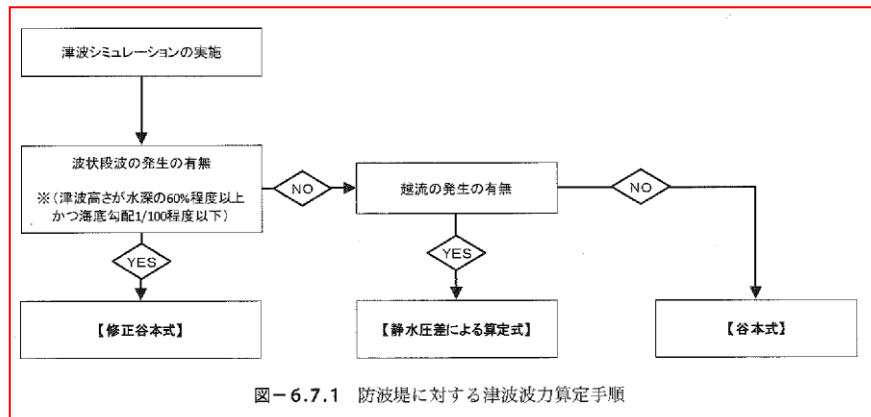 津波シミュレーションの実施
波状段波の発生の有無
※(津波高さが水深の60%程度以上
かつ海底勾配1/100程度以下)
NO
越流の発生の有無
NO
YES
YES
【修正谷本式】
【静水圧差による算定式】
【谷本式】
図-6.7.1 防波堤に対する津波波力算定手順